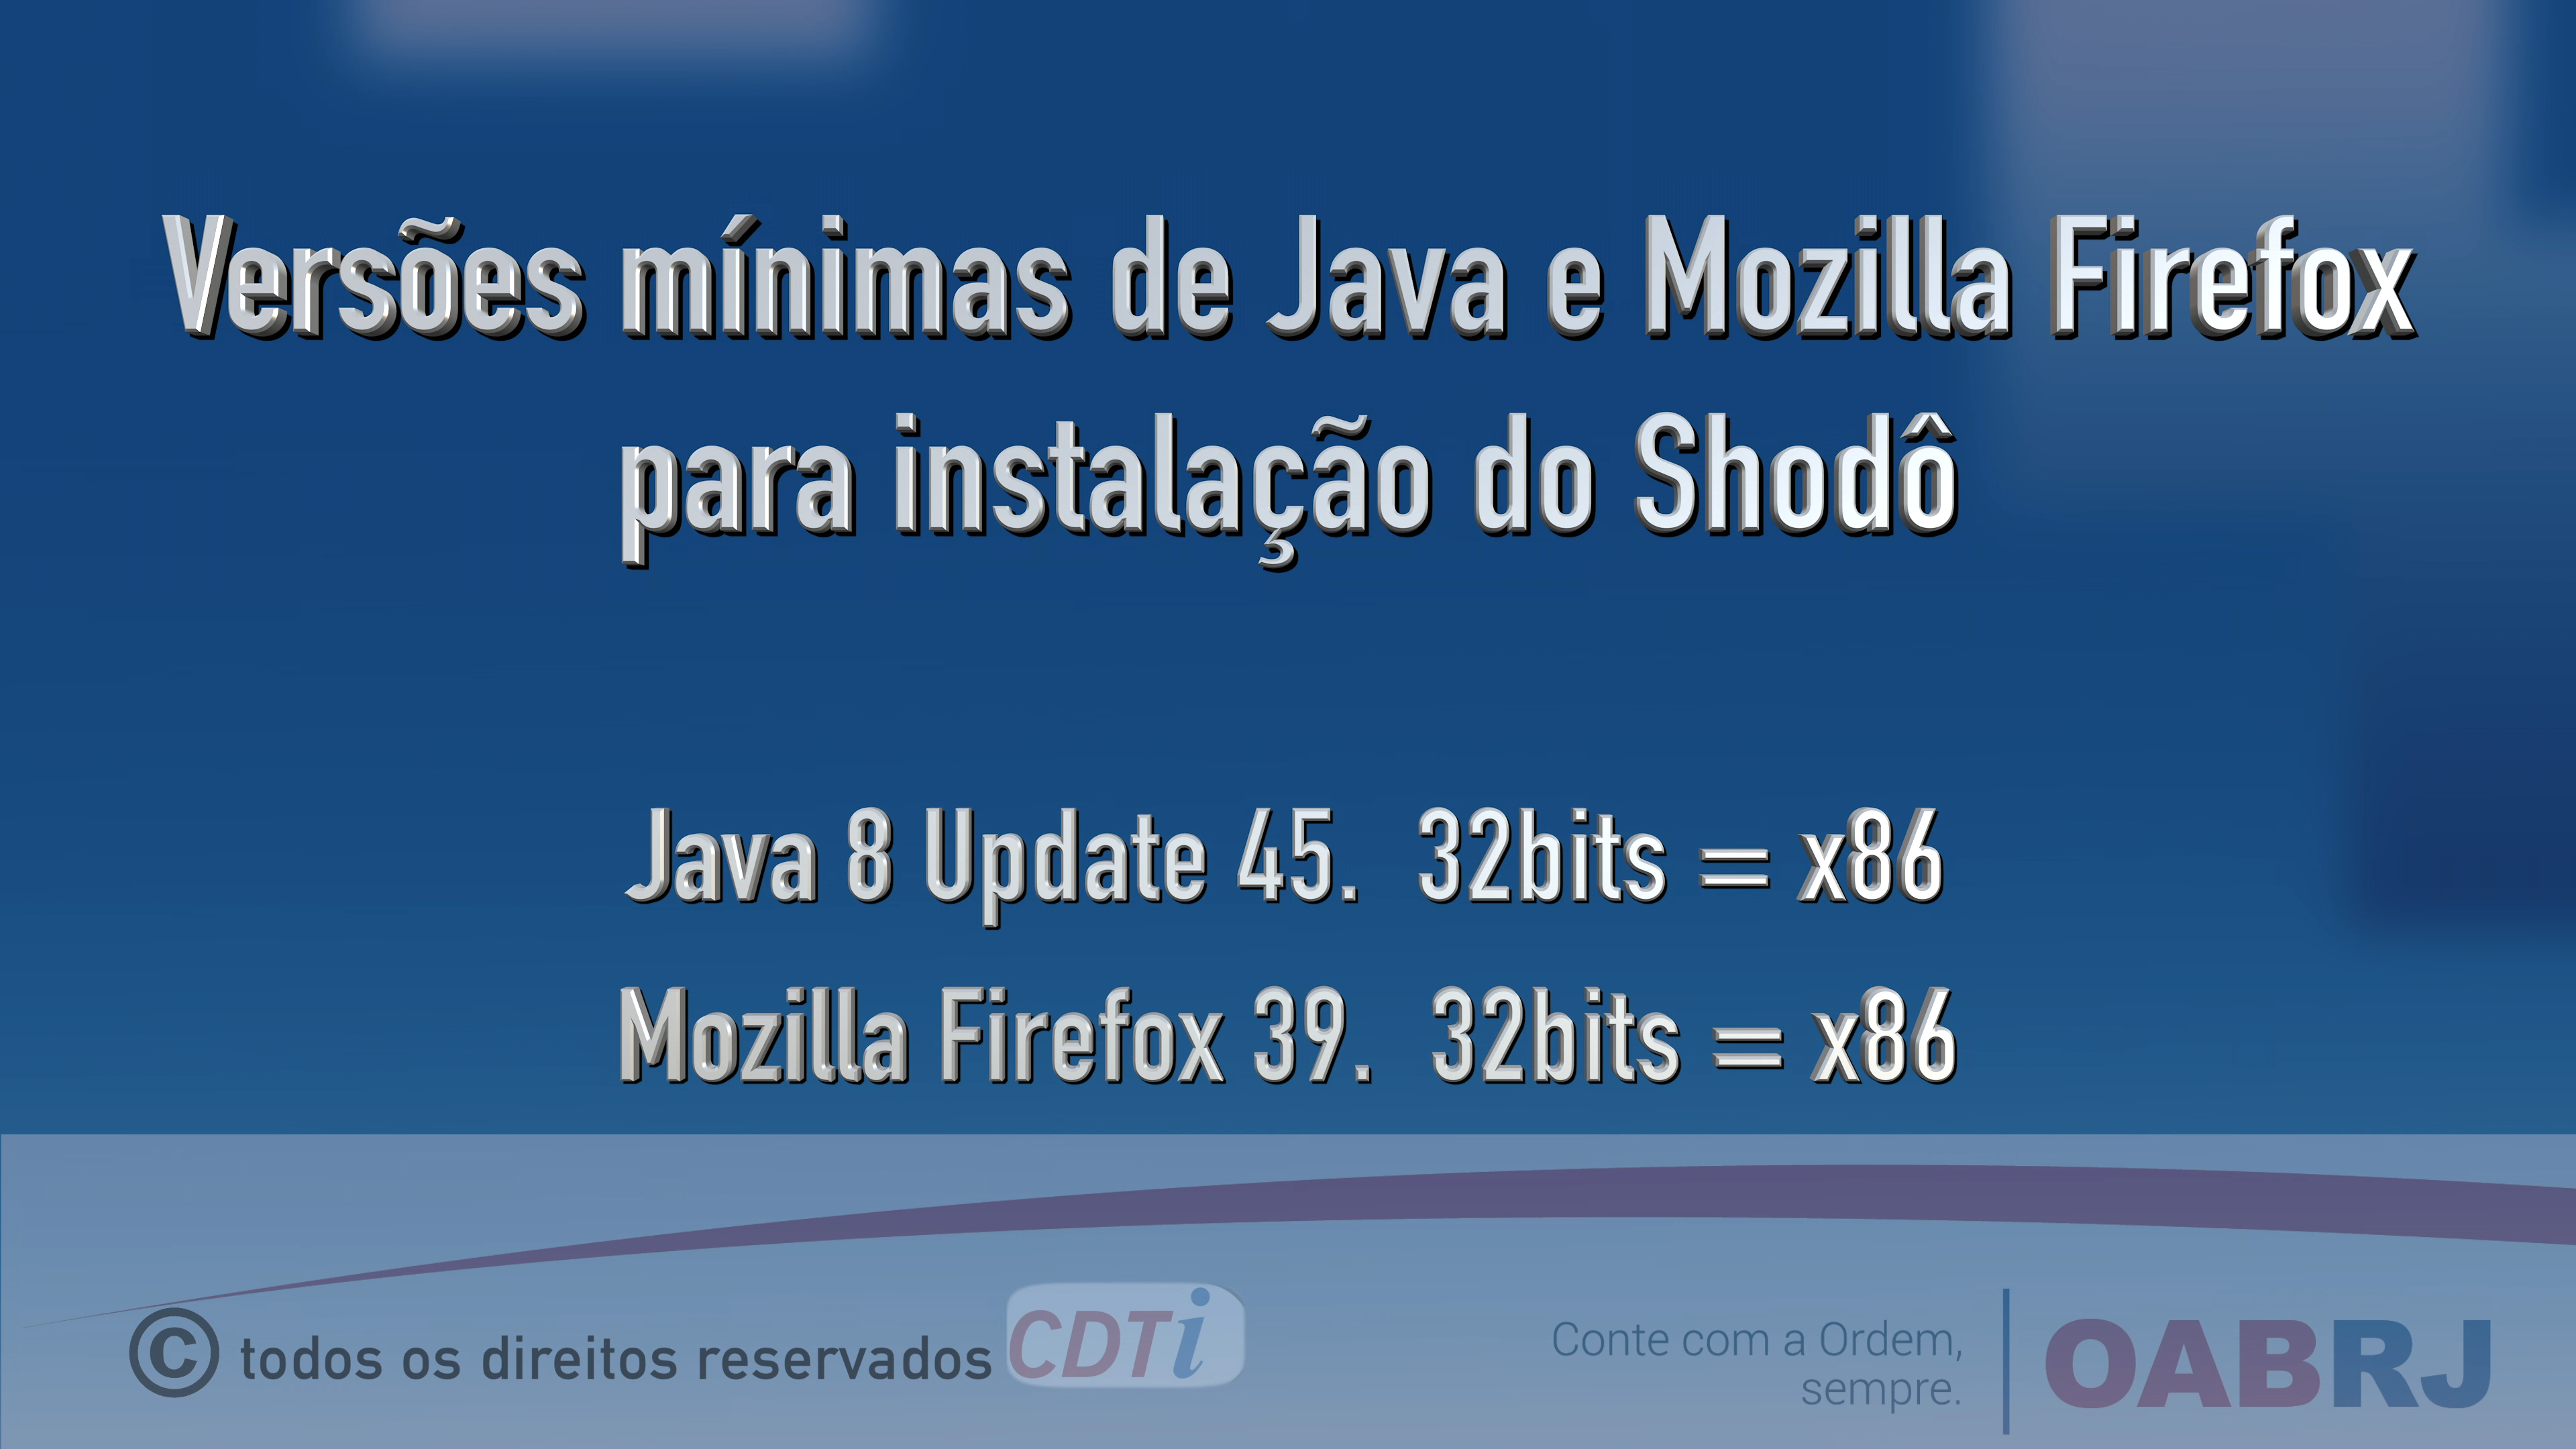 Versões mínimas de Java e Mozilla Firefox
para instalação do Shodô
Java 8 Update 45.  32bits = x86
Mozilla Firefox 39.  32bits = x86
© todos os direitos reservados CDTi
Conte com a Ordem,
sempre.
OABRJ